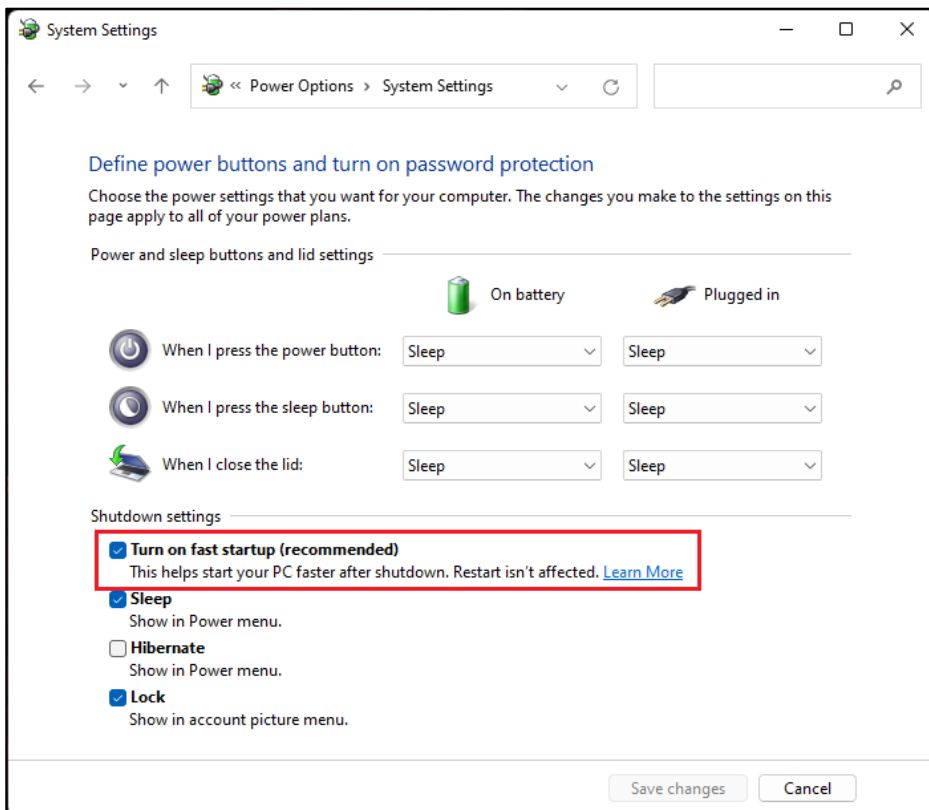 System Settings
« Power Options > System Settings
Define power buttons and turn on password protection
Choose the power settings that you want for your computer. The changes you make to the settings on this
page apply to all of your power plans.
Power and sleep buttons and lid settings
On battery Plugged in
When I press the power button: Sleep Sleep
When I press the sleep button: Sleep Sleep
When I close the lid: Sleep Sleep
Shutdown settings
Turn on fast startup (recommended)
This helps start your PC faster after shutdown. Restart isn't affected. Learn More
Sleep
Show in Power menu.
Hibernate
Show in Power menu.
Lock
Show in account picture menu.
Save changes Cancel